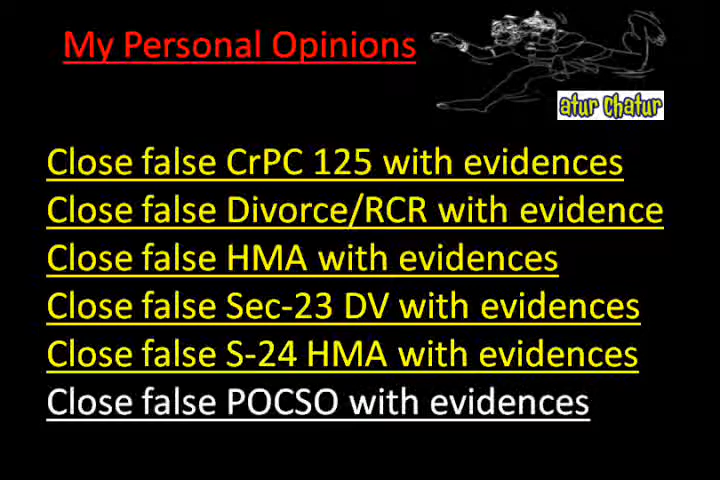 My Personal Opinions
atur chatur
Close false CrPC 125 with evidences
Close false Divorce/RCR with evidence
Close false HMA with evidences
Close false Sec-23 DV with evidences
Close false S-24 HMA with evidences
Close false POCSO with evidences